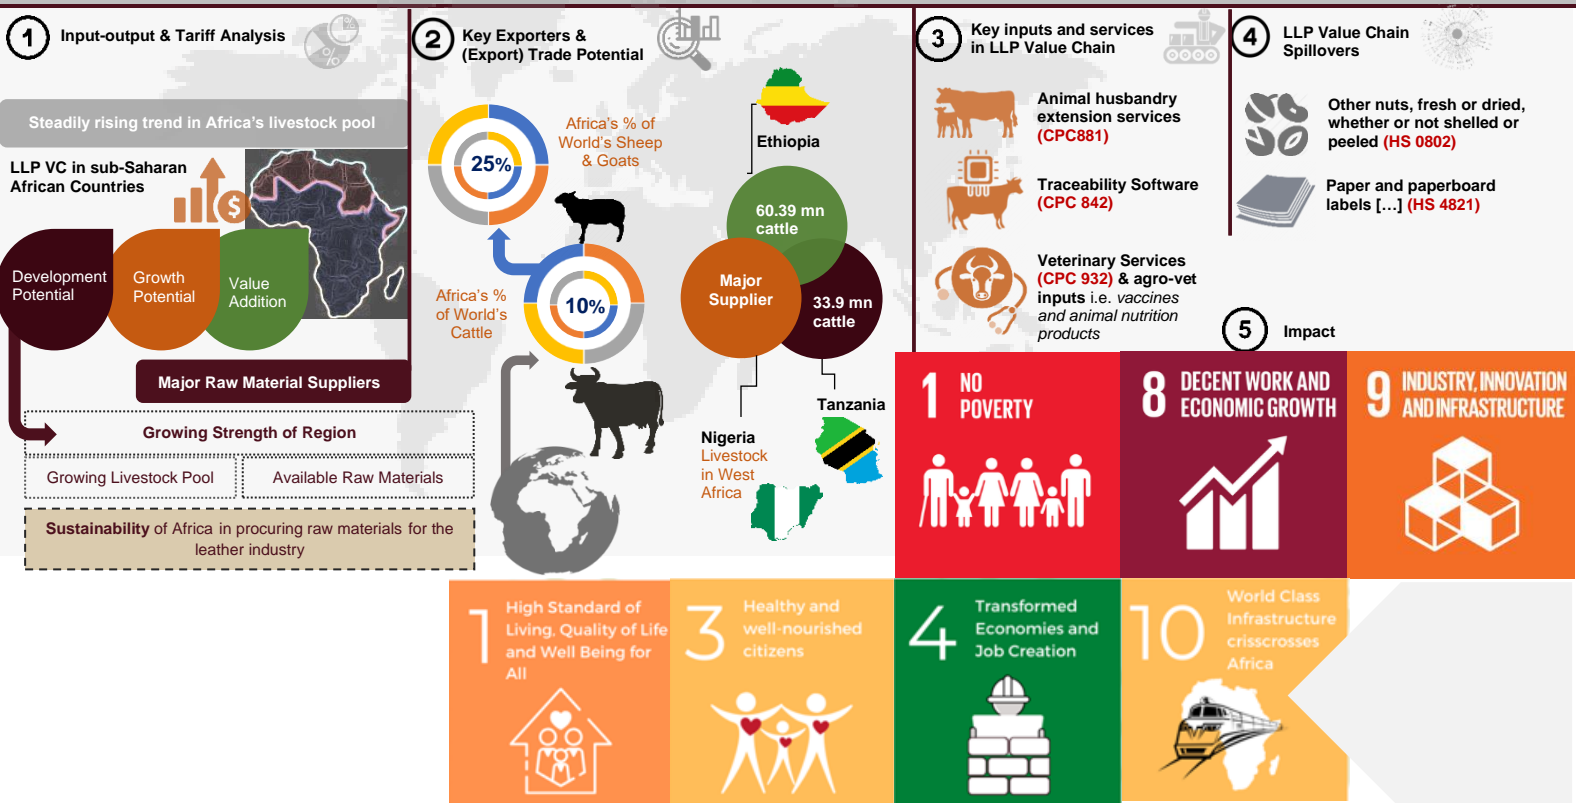 1
Input-output & Tariff Analysis
%
%
Steadily rising trend in Africa's livestock pool
LLP VC in sub-Saharan
African Countries
$
Development
Potential
Growth
Potential
Value
Addition
Major Raw Material Suppliers
Growing Strength of Region
Growing Livestock Pool
Available Raw Materials
Sustainability of Africa in procuring raw materials for the
leather industry
2
Key Exporters &
(Export) Trade Potential
25%
Africa's % of
World's Sheep
& Goats
Africa's %
of World's
Cattle
10%
Ethiopia
60.39 mn
cattle
Major
Supplier
33.9 mn
cattle
Tanzania
Nigeria
Livestock
in West
Africa
3
Key inputs and services
in LLP Value Chain
Animal husbandry
extension services
(CPC881)
Traceability Software
(CPC 842)
Veterinary Services
(CPC 932) & agro-vet
inputs i.e. vaccines
and animal nutrition
products
4
LLP Value Chain
Spillovers
Other nuts, fresh or dried,
whether or not shelled or
peeled (HS 0802)
Paper and paperboard
labels […] (HS 4821)
5
Impact
1 NO
POVERTY
8 DECENT WORK AND
ECONOMIC GROWTH
9 INDUSTRY, INNOVATION
AND INFRASTRUCTURE
1 High Standard of
Living, Quality of Life
and Well Being for
All
3 Healthy and
well-nourished
citizens
4 Transformed
Economies and
Job Creation
10 World Class
Infrastructure
crisscrosses
Africa